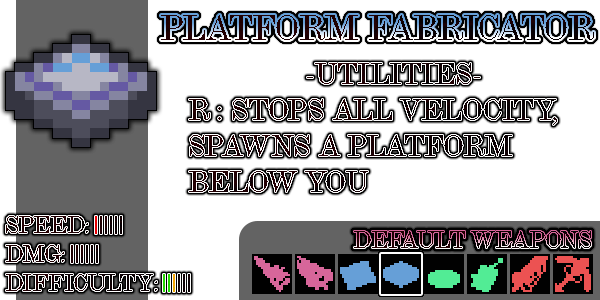 PLATFORM FABRICATOR
-UTILITIES-
R : STOPS ALL VELOCITY,
SPAWNS A PLATFORM
BELOW YOU
SPEED:
DMG:
DIFFICULTY:
DEFAULT WEAPONS